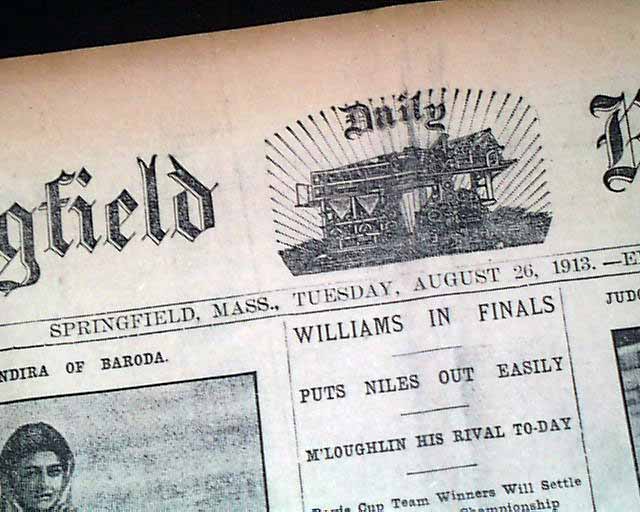 gfield
Daily
SPRINGFIELD, MASS., TUESDAY, AUGUST 26, 1913.
NDIRA OF BARODA.
WILLIAMS IN FINALS
PUTS NILES OUT EASILY
M'LOUGHLIN HIS RIVAL TO-DAY
Davis Cup Team Winners Will Settle
Championship
JUDG